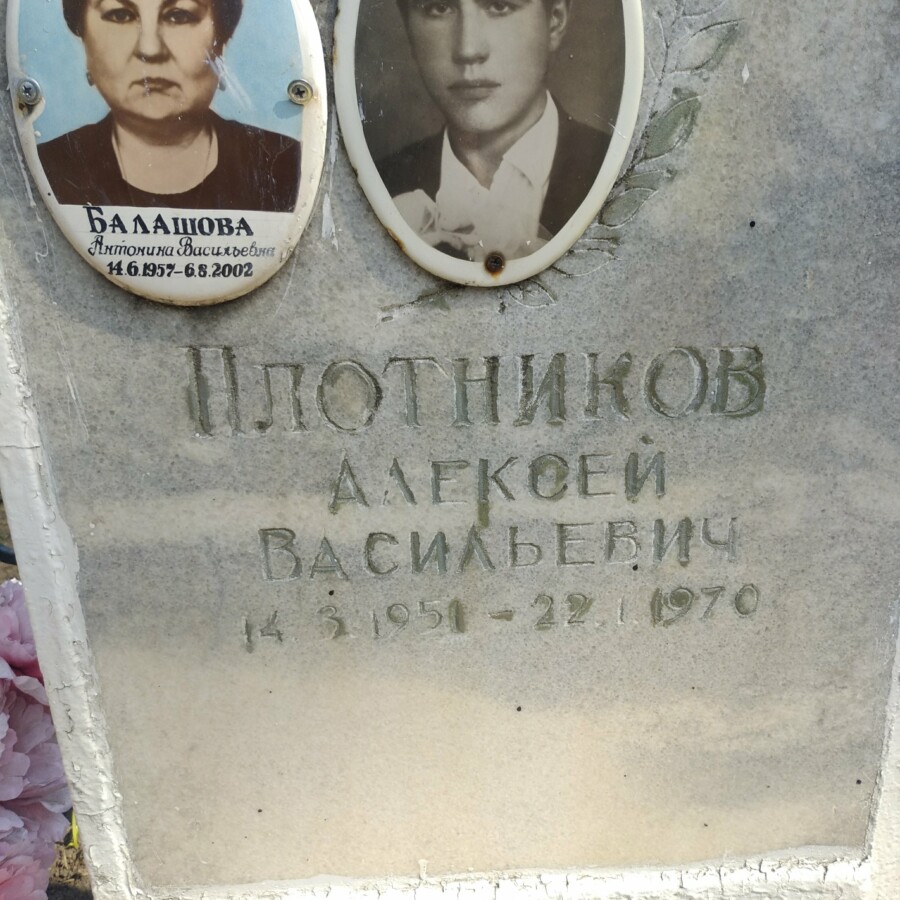 БАЛАШОВА
Антонина Васильевна
14.6.1957-6.8.2002
ПЛОТНИКОВ
АЛЕКСЕЙ
ВАСИЛЬЕВИЧ
14.3.1951-22.1.1970